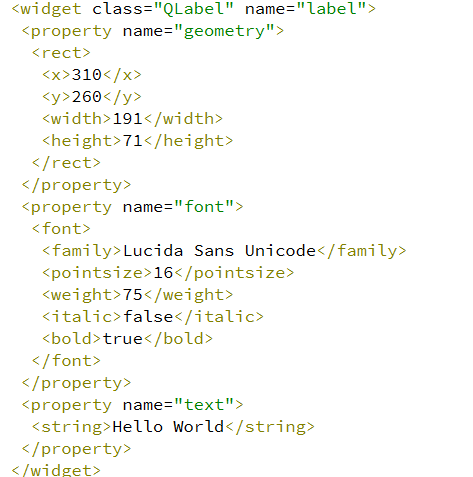 <widget class="QLabel" name="label">
<property name="geometry">
<rect>
<x>310</x>
<y>260</y>
<width>191</width>
<height>71</height>
</rect>
</property>
<property name="font">
<font>
<family>Lucida Sans Unicode</family>
<pointsize>16</pointsize>
<weight>75</weight>
<italic>false</italic>
<bold>true</bold>
</font>
</property>
<property name="text">
<string>Hello World</string>
</property>
</widget>